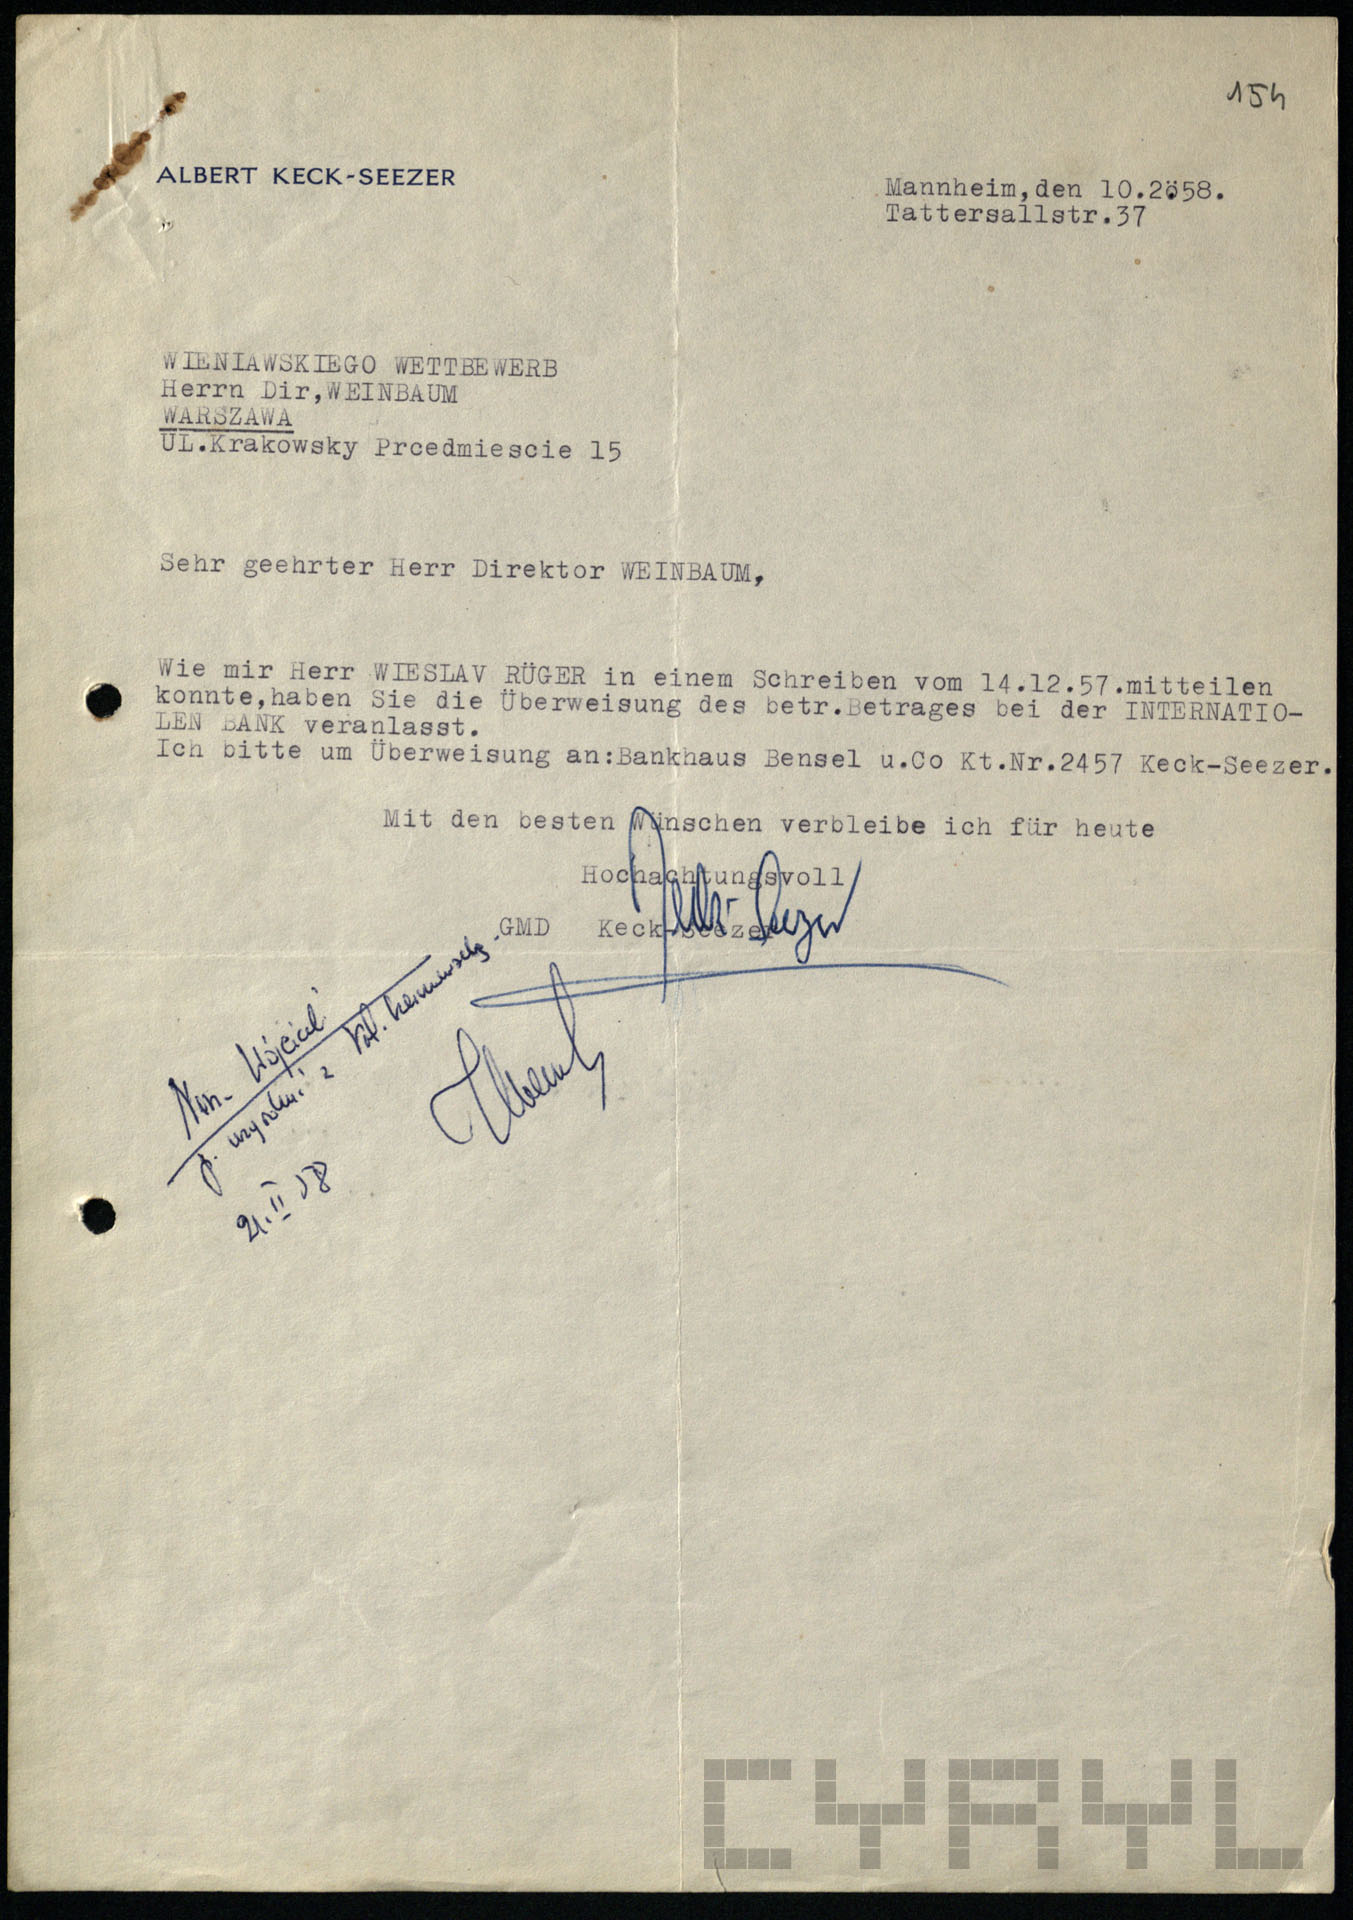 154
ALBERT KECK-SEEZER
Mannheim,den 10.2ö58.
Tattersallstr.37
WIENIAWSKIEGO WETTBEWERB
Herrn Dir,WEINBAUM
WARSZAWA
UL.Krakowsky Prcedmiescie 15
Sehr geehrter Herr Direktor WEINBAUM,
Wie mir Herr WIESLAV RÜGER in einem Schreiben vom 14.12.57.mitteilen
konnte,haben Sie die Überweisung des betr.Betrages bei der INTERNATIO-
LEN BANK veranlasst.
Ich bitte um Überweisung an:Bankhaus Bensel u.Co Kt.Nr.2457 Keck-Seezer.
Mit den besten Wünschen verbleibe ich für heute
Hochachtungsvoll
GMD Keck-Seezer
Keck-Seezer
21.II 58
CYRYL